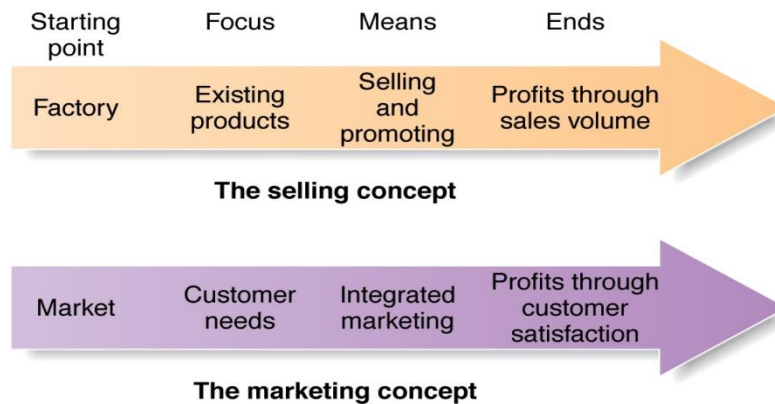 Starting point Focus Means Ends
Factory
Existing products
Selling and promoting
Profits through sales volume
The selling concept
Market
Customer needs
Integrated marketing
Profits through customer satisfaction
The marketing concept